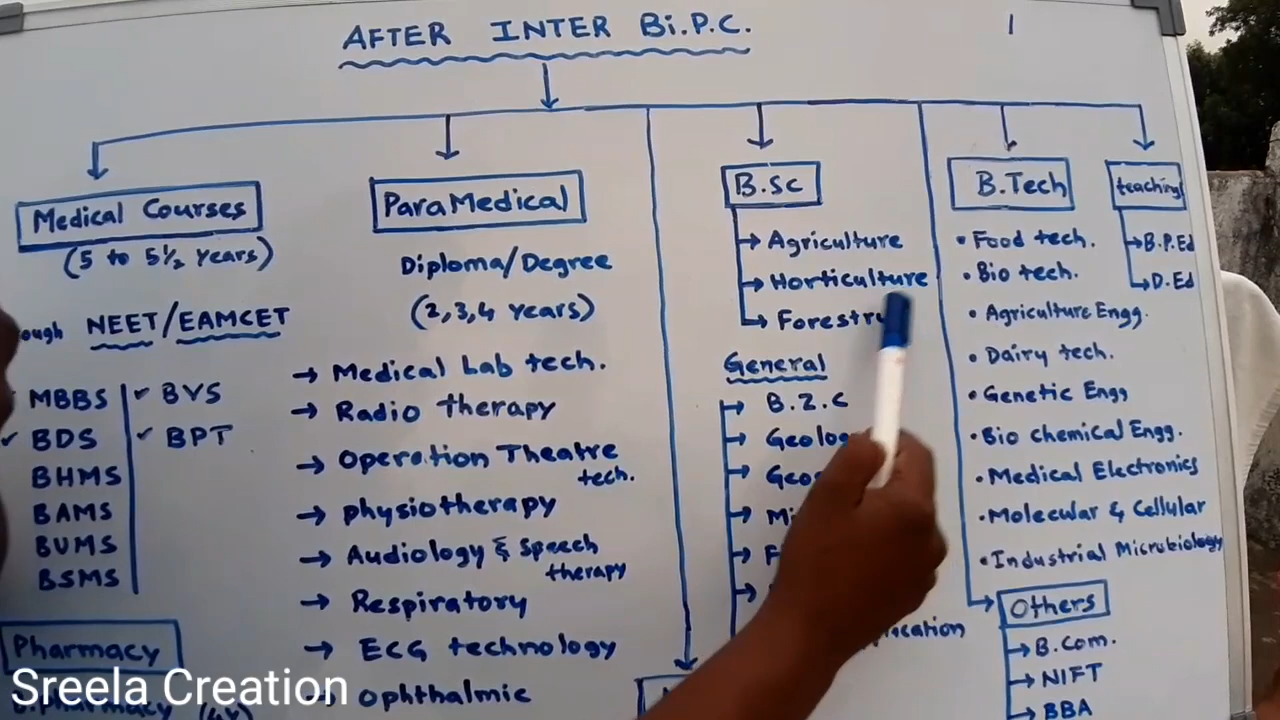 AFTER INTER Bi.P.C.
1
Medical Courses
(5 to 5½ years)
NEET/EAMCET
MBBS
BDS
BHMS
BAMS
BUMS
BSMS
BVS
BPT
Pharmacy
ParaMedical
Diploma/Degree
(2,3,4 years)
Medical Lab tech.
Radio therapy
Operation Theatre
tech.
physiotherapy
Audiology & Speech
therapy
Respiratory
ECG technology
Ophthalmic
B.Sc
Agriculture
Horticulture
General
B.Z.C
B.Tech
Food tech.
Bio tech.
Agriculture Engg.
Dairy tech.
Genetic Engg
Bio chemical Engg.
Medical Electronics
Molecular & Cellular
Industrial Microbiology
Others
B.Com.
NIFT
BBA
teaching
B.P.Ed
D.Ed
Sreela Creation